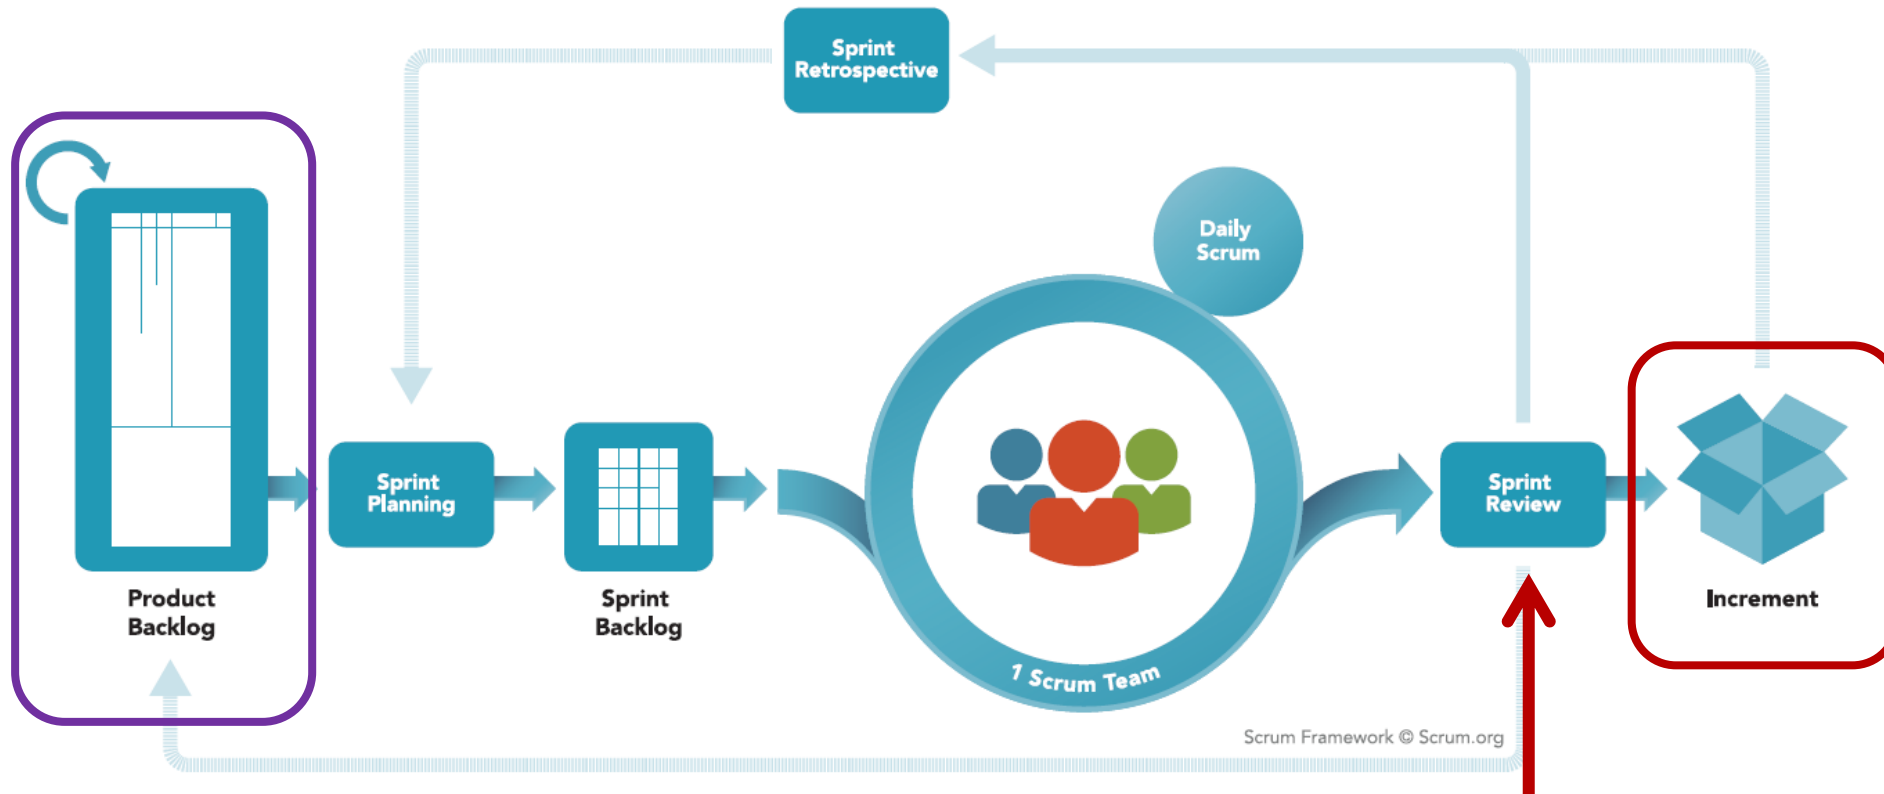 Sprint
Retrospective
Daily
Scrum
Product
Backlog
Sprint
Planning
Sprint
Backlog
1 Scrum Team
Sprint
Review
Increment
Scrum Framework © Scrum.org